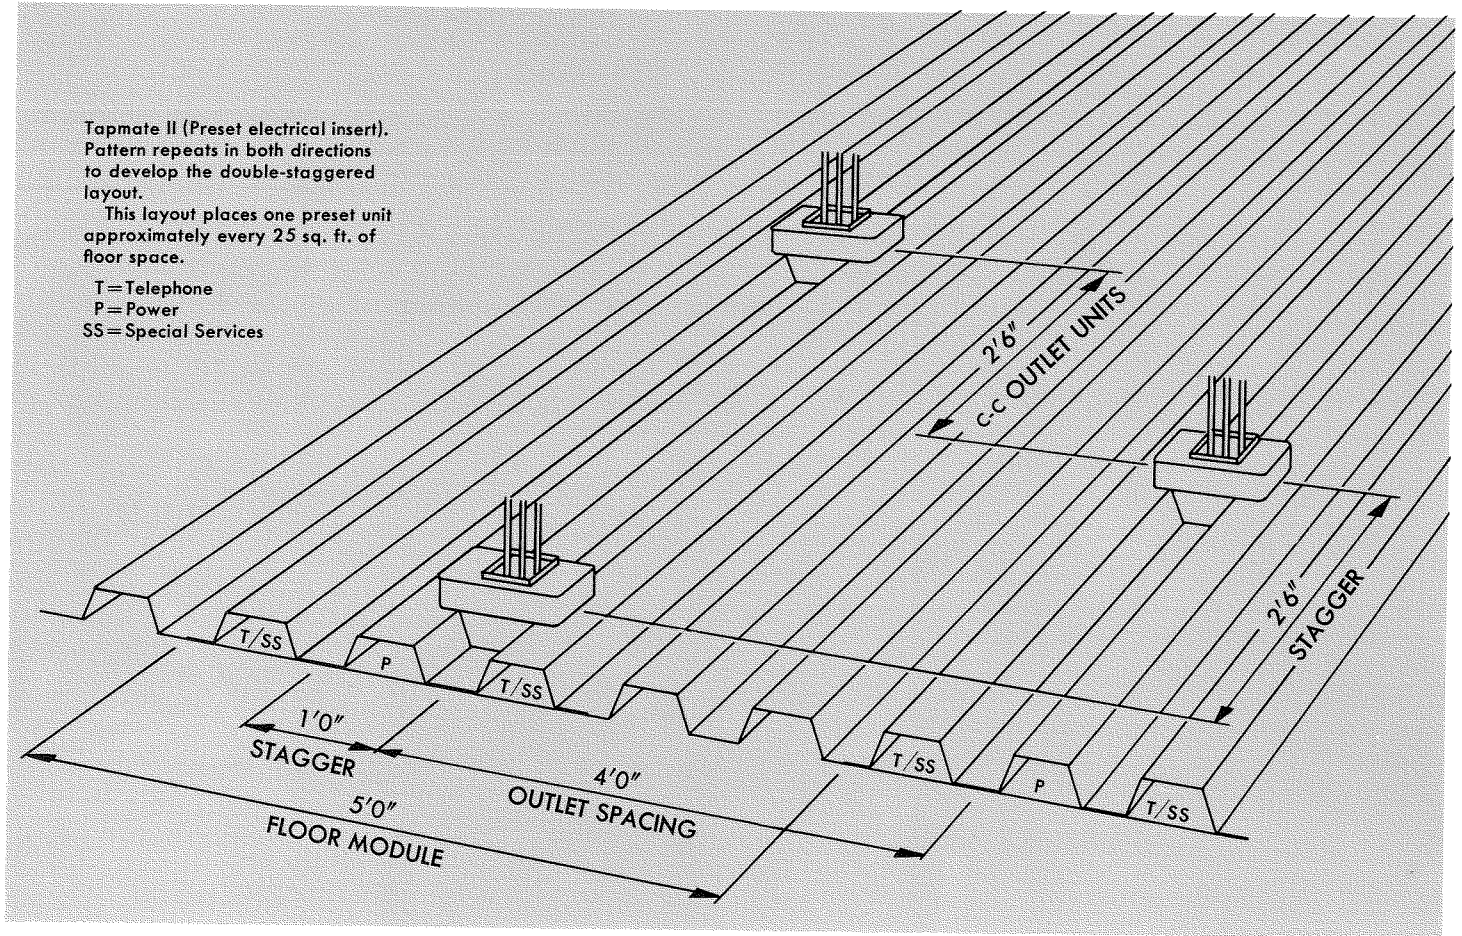 Tapmate II (Preset electrical insert).
Pattern repeats in both directions
to develop the double-staggered
layout.
This layout places one preset unit
approximately every 25 sq. ft. of
floor space.
T=Telephone
P=Power
SS=Special Services
2'6"
C-C OUTLET UNITS
2'6"
STAGGER
T/SS
P
T/SS
T/SS
P
T/SS
1'0"
STAGGER
4'0"
OUTLET SPACING
5'0"
FLOOR MODULE